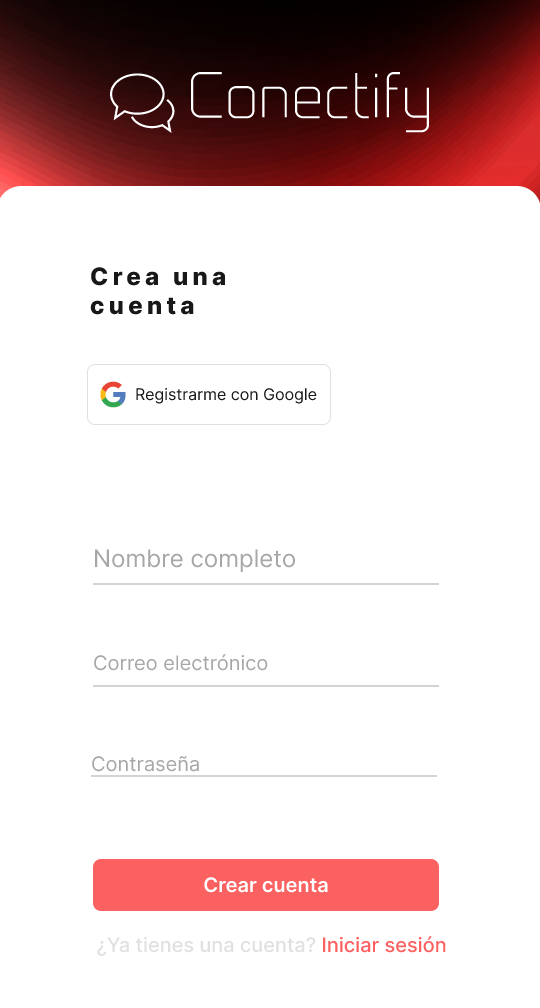 Conectify
Crea una
cuenta
Registrarme con Google
Nombre completo
Correo electrónico
Contraseña
Crear cuenta
¿Ya tienes una cuenta? Iniciar sesión